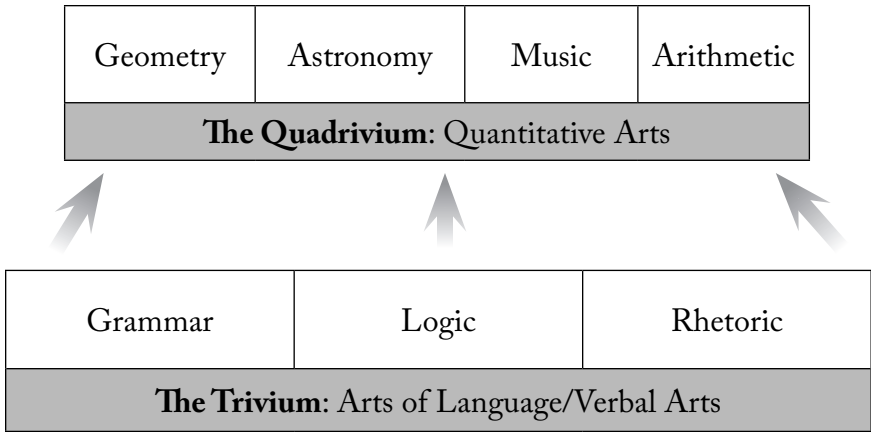 Geometry Astronomy Music Arithmetic
The Quadrivium: Quantitative Arts
Grammar Logic Rhetoric
The Trivium: Arts of Language/Verbal Arts